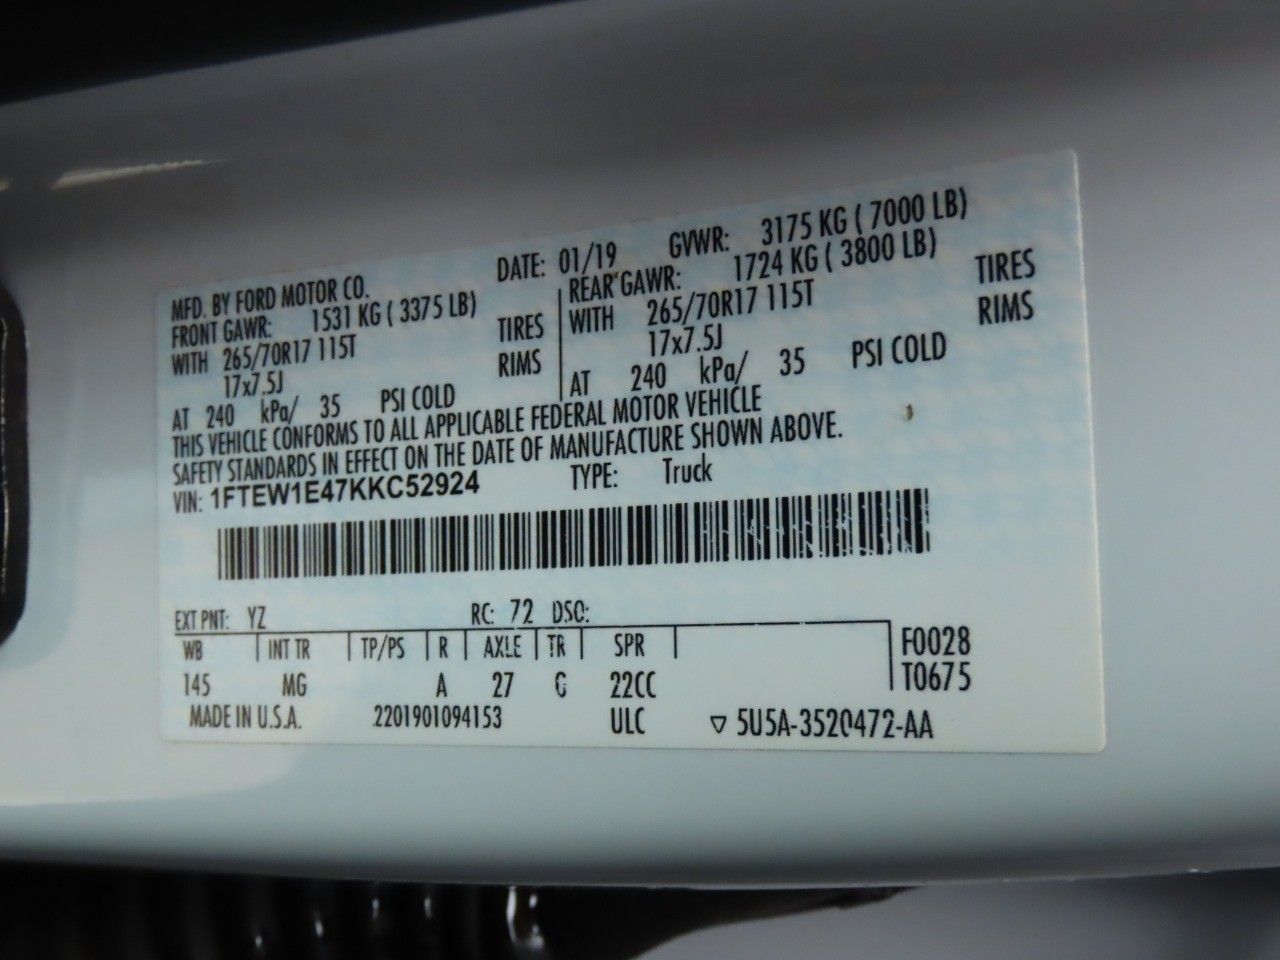 MFD. BY FORD MOTOR CO. DATE: 01/19 GVWR: 3175 KG ( 7000 LB)
FRONT GAWR: 1531 KG ( 3375 LB) REAR GAWR: 1724 KG ( 3800 LB)
WITH 265/70R17 115T TIRES WITH 265/70R17 115T TIRES
17x7.5J RIMS 17x7.5J RIMS
AT 240 kPa/ 35 PSI COLD AT 240 kPa/ 35 PSI COLD
THIS VEHICLE CONFORMS TO ALL APPLICABLE FEDERAL MOTOR VEHICLE
SAFETY STANDARDS IN EFFECT ON THE DATE OF MANUFACTURE SHOWN ABOVE.
VIN: 1FTEW1E47KKC52924 TYPE: Truck
EXT PNT: YZ RC: 72 DSO:
WB INT TR TP/PS R AXLE TR SPR F0028
145 MG A 27 G 22CC T0675
MADE IN U.S.A. 2201901094153 ULC ▽ 5U5A-3520472-AA